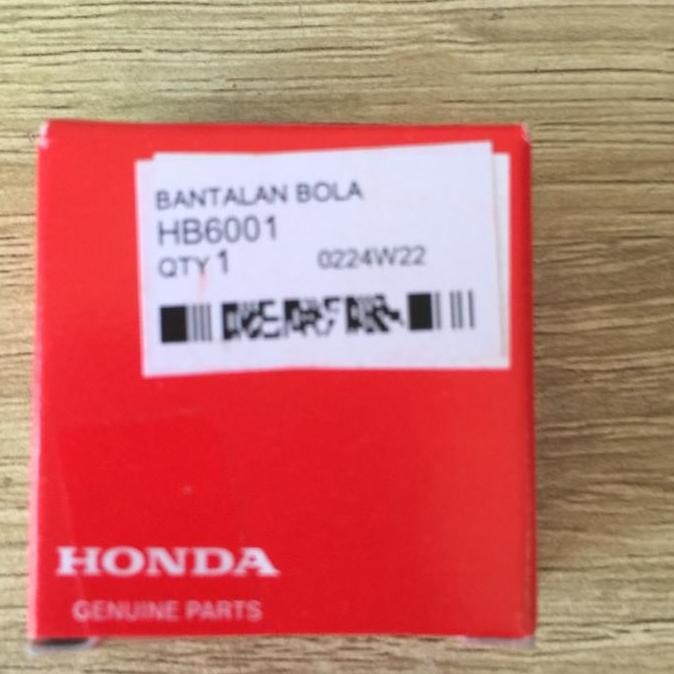 BANTALAN BOLA
HB6001
QTY 1 0224W22
HONDA
GENUINE PARTS